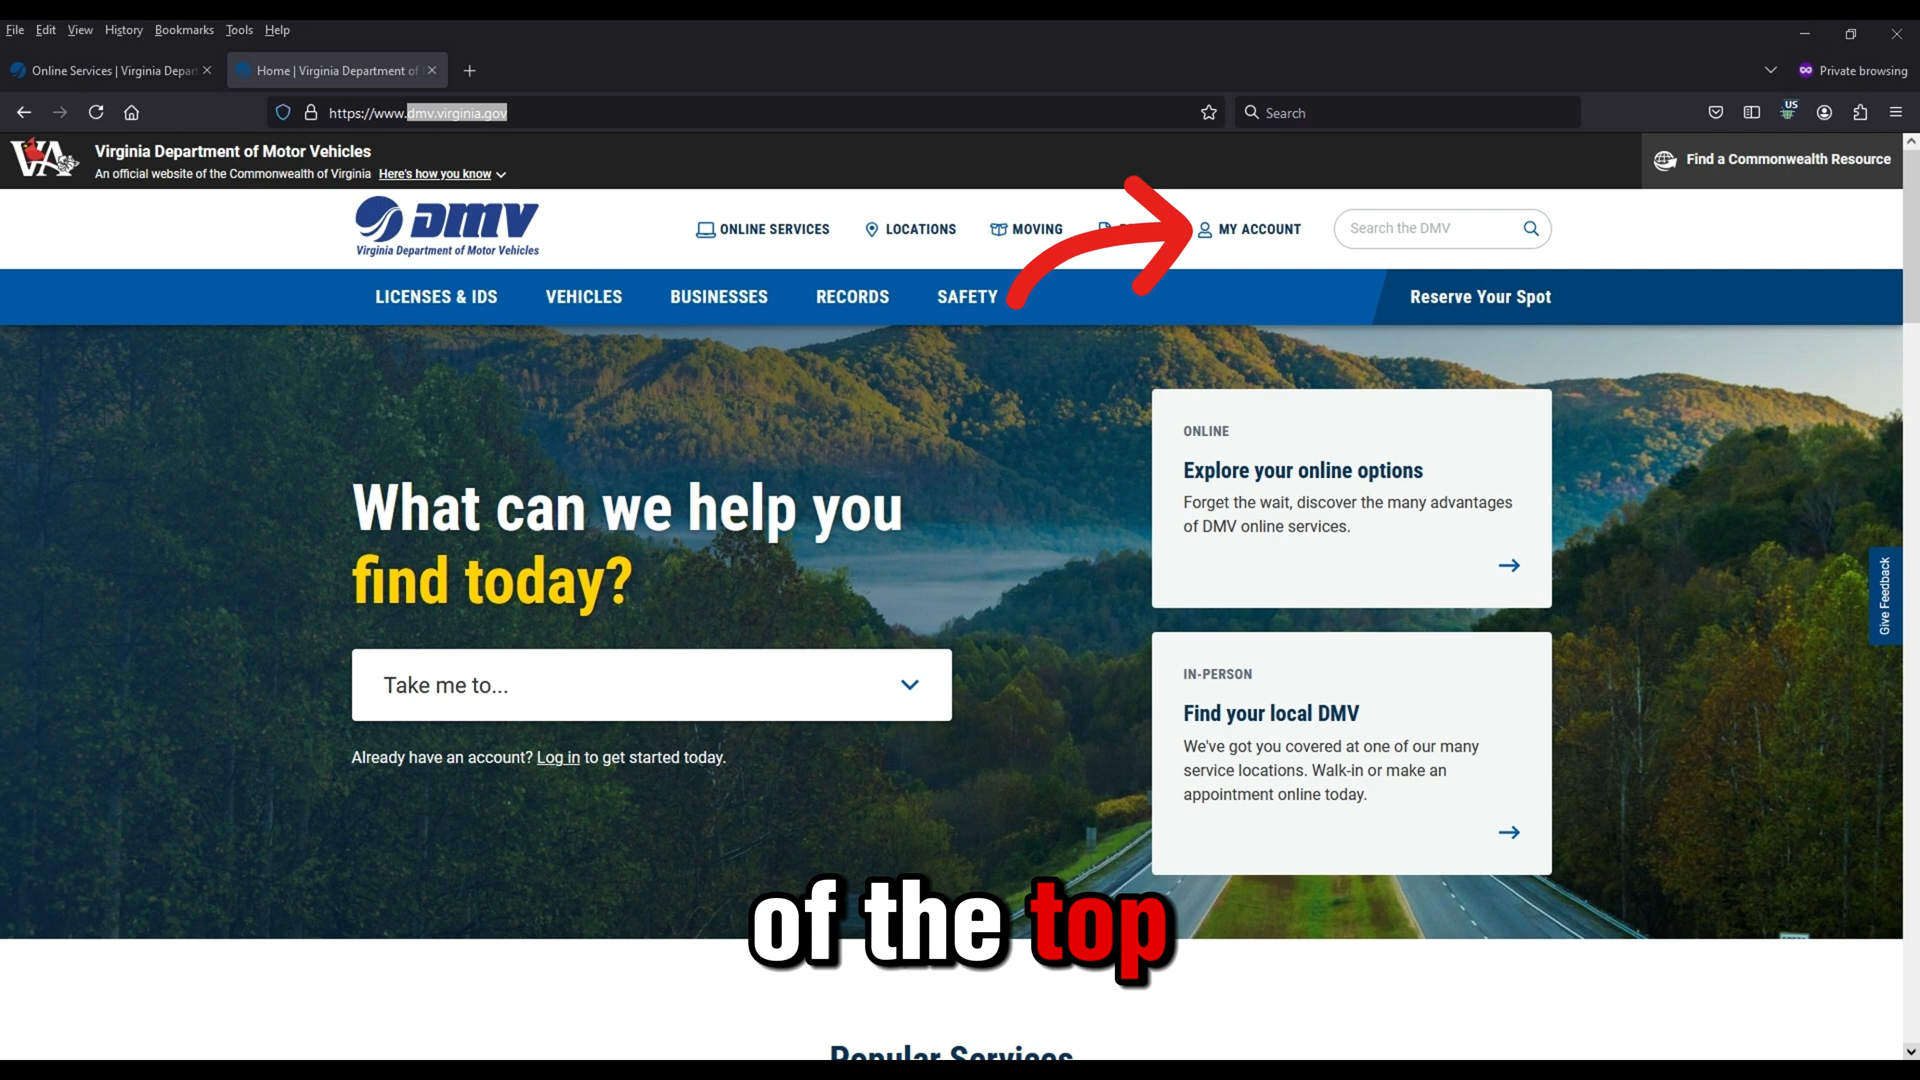 File Edit View History Bookmarks Tools Help
Online Services | Virginia Depar
Home | Virginia Department of
Private browsing
https://www.dmv.virginia.gov
Search
US
VA
Virginia Department of Motor Vehicles
An official website of the Commonwealth of Virginia Here's how you know
Find a Commonwealth Resource
DMV
Virginia Department of Motor Vehicles
ONLINE SERVICES
LOCATIONS
MOVING
MY ACCOUNT
Search the DMV
LICENSES & IDS
VEHICLES
BUSINESSES
RECORDS
SAFETY
Reserve Your Spot
What can we help you
find today?
Take me to...
Already have an account? Log in to get started today.
ONLINE
Explore your online options
Forget the wait, discover the many advantages
of DMV online services.
IN-PERSON
Find your local DMV
We've got you covered at one of our many
service locations. Walk-in or make an
appointment online today.
Give Feedback
of the top
Popular Services